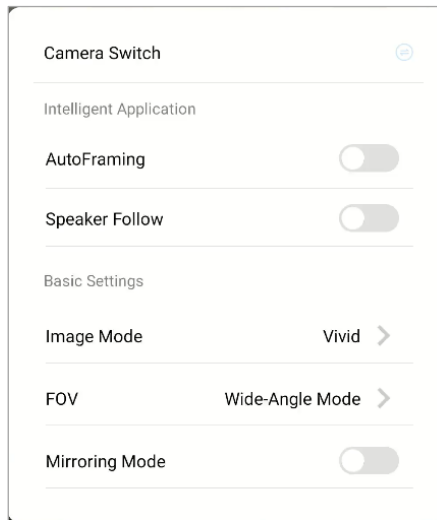 Camera Switch
Intelligent Application
AutoFraming
Speaker Follow
Basic Settings
Image Mode Vivid
FOV Wide-Angle Mode
Mirroring Mode